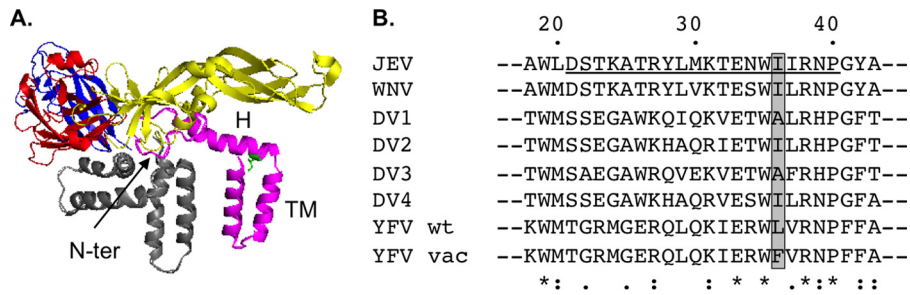 A.
H
TM
N-ter
B.
20 30 40
JEV --AWLDSTKATRYLMKTENWIIRNPGYA--
WNV --AWMDSTKATRYLVKTESWILRNPGYA--
DV1 --TWMSSEGAWKQIQKVETWALRHPGFT--
DV2 --TWMSSEGAWKHAQRIETWILRHPGFT--
DV3 --TWMSAEGAWRQVEKVETWAFRHPGFT--
DV4 --TWMSSEGAWKHAQRVESWILRNPGFA--
YFV wt --KWMTGRMGERQLQKIERWLVRNPFFA--
YFV vac --KWMTGRMGERQLQKIERWFVRNPFFA--
*: . . : : * * .:**: ::